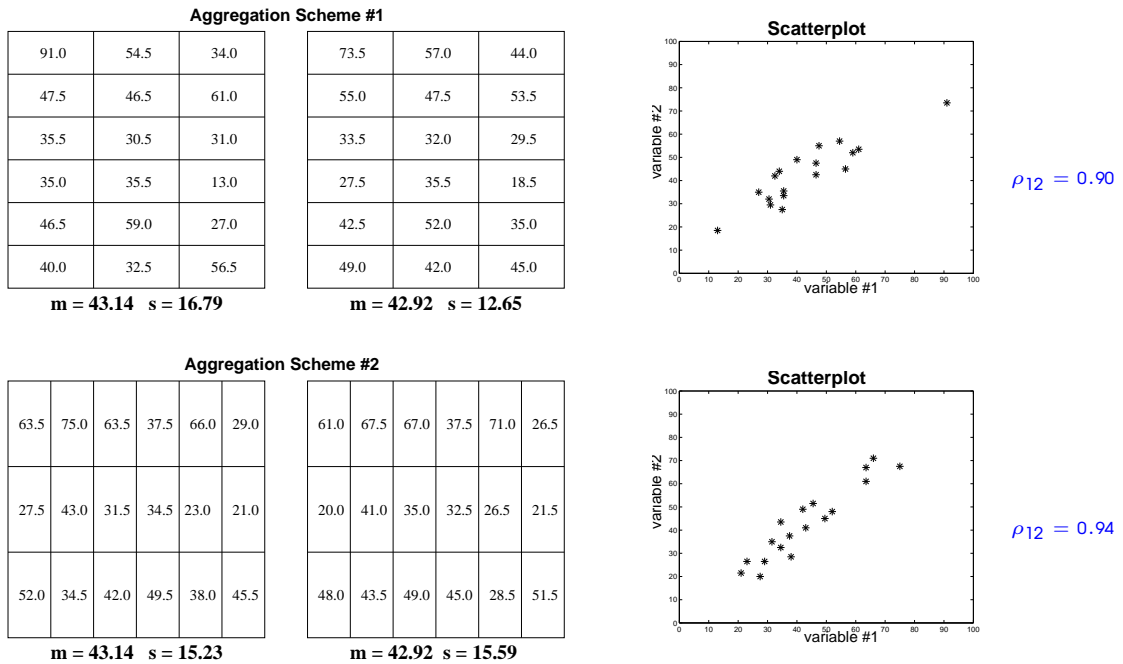 Aggregation Scheme #1
91.0 54.5 34.0
47.5 46.5 61.0
35.5 30.5 31.0
35.0 35.5 13.0
46.5 59.0 27.0
40.0 32.5 56.5
m = 43.14 s = 16.79
73.5 57.0 44.0
55.0 47.5 53.5
33.5 32.0 29.5
27.5 35.5 18.5
42.5 52.0 35.0
49.0 42.0 45.0
m = 42.92 s = 12.65
Scatterplot
100
90
80
70
60
50
40
30
20
10
0
variable #2
0 10 20 30 40 50 60 70 80 90 100
variable #1
ρ12 = 0.90
Aggregation Scheme #2
63.5 75.0 63.5 37.5 66.0 29.0
27.5 43.0 31.5 34.5 23.0 21.0
52.0 34.5 42.0 49.5 38.0 45.5
m = 43.14 s = 15.23
61.0 67.5 67.0 37.5 71.0 26.5
20.0 41.0 35.0 32.5 26.5 21.5
48.0 43.5 49.0 45.0 28.5 51.5
m = 42.92 s = 15.59
Scatterplot
100
90
80
70
60
50
40
30
20
10
0
variable #2
0 10 20 30 40 50 60 70 80 90 100
variable #1
ρ12 = 0.94